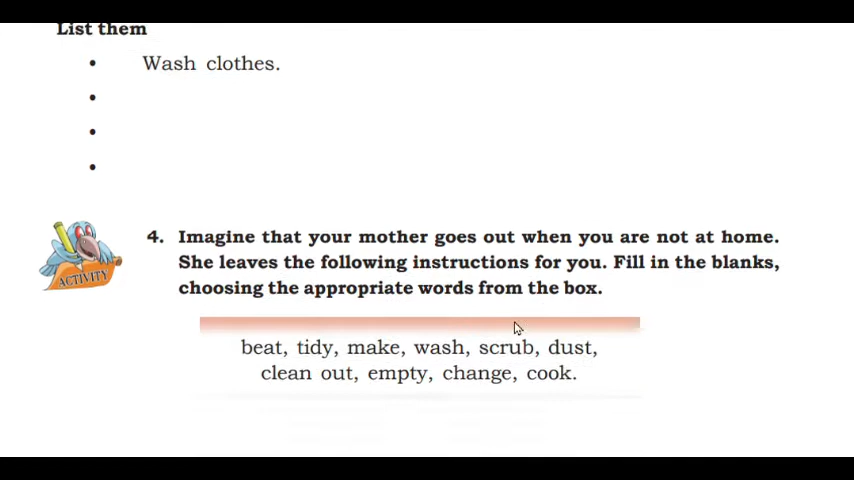 List them
• Wash clothes.
•
•
•
ACTIVITY
4. Imagine that your mother goes out when you are not at home.
She leaves the following instructions for you. Fill in the blanks,
choosing the appropriate words from the box.
beat, tidy, make, wash, scrub, dust,
clean out, empty, change, cook.